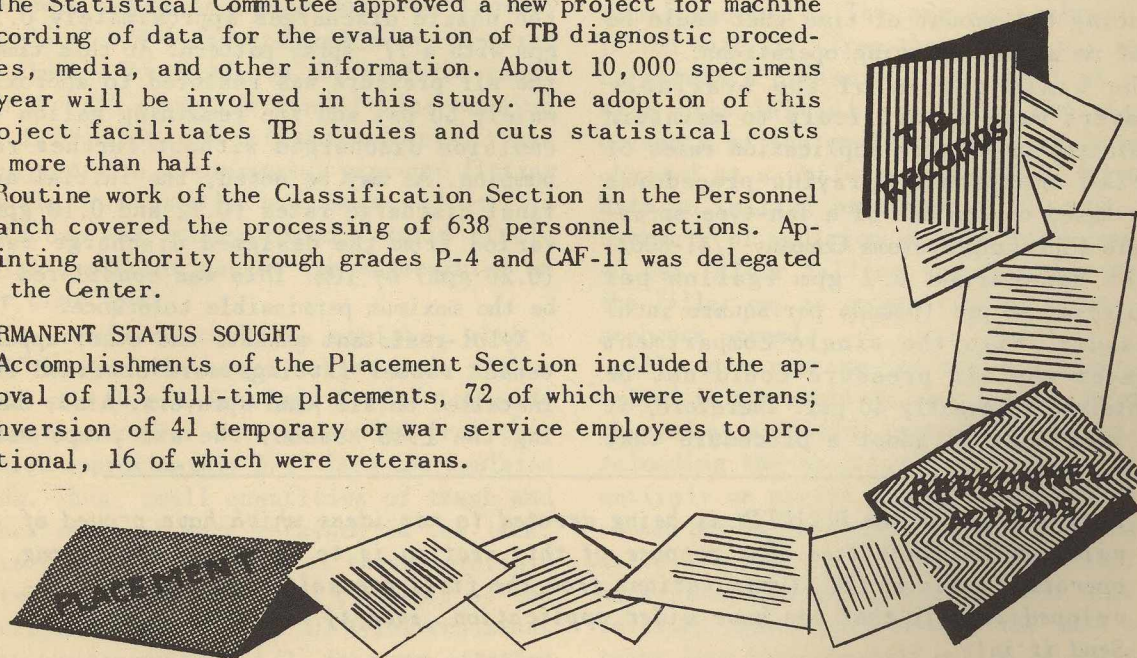 The Statistical Committee approved a new project for machine
cording of data for the evaluation of TB diagnostic proced-
es, media, and other information. About 10,000 specimens
year will be involved in this study. The adoption of this
oject facilitates TB studies and cuts statistical costs
more than half.
Routine work of the Classification Section in the Personnel
anch covered the processing of 638 personnel actions. Ap-
inting authority through grades P-4 and CAF-11 was delegated
the Center.
RMANENT STATUS SOUGHT
Accomplishments of the Placement Section included the ap-
oval of 113 full-time placements, 72 of which were veterans;
nversion of 41 temporary or war service employees to pro-
tional, 16 of which were veterans.
TB
RECORDS
PERSONNEL
ACTIONS
PLACEMENT